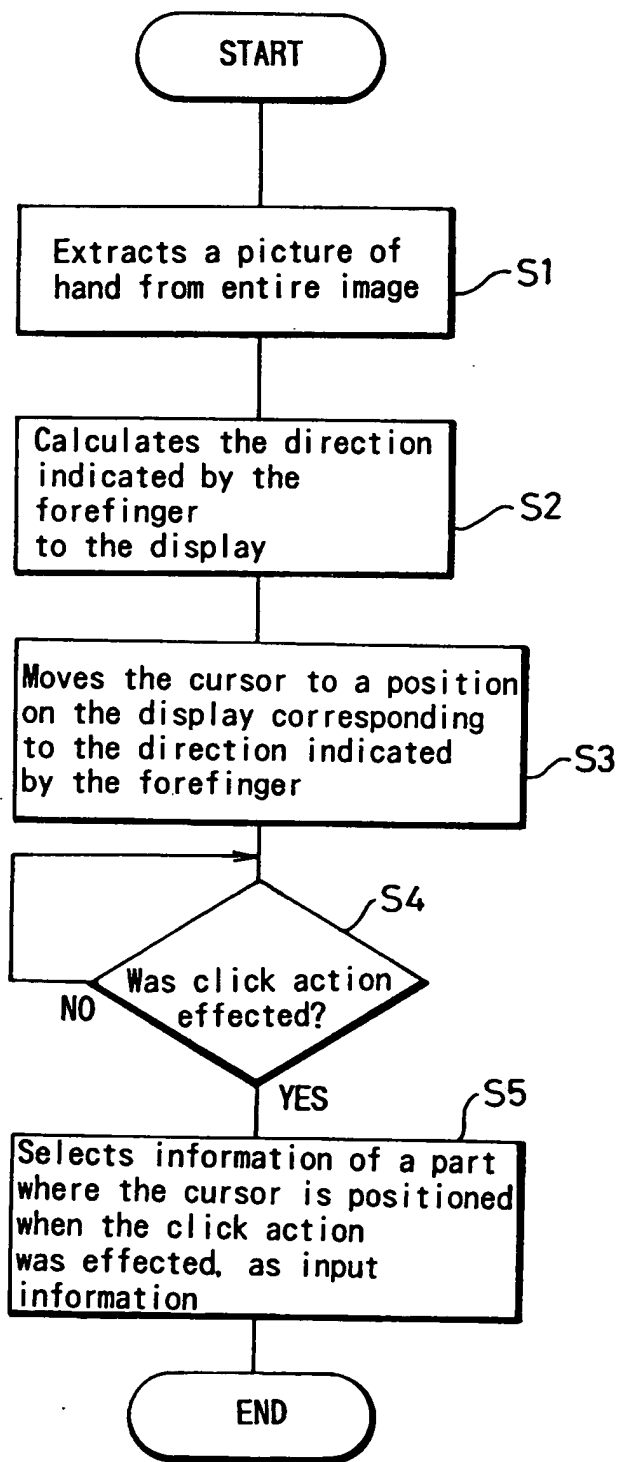 START
Extracts a picture of
hand from entire image
S1
Calculates the direction
indicated by the
forefinger
to the display
S2
Moves the cursor to a position
on the display corresponding
to the direction indicated
by the forefinger
S3
S4
Was click action
effected?
NO
YES
S5
Selects information of a part
where the cursor is positioned
when the click action
was effected, as input
information
END